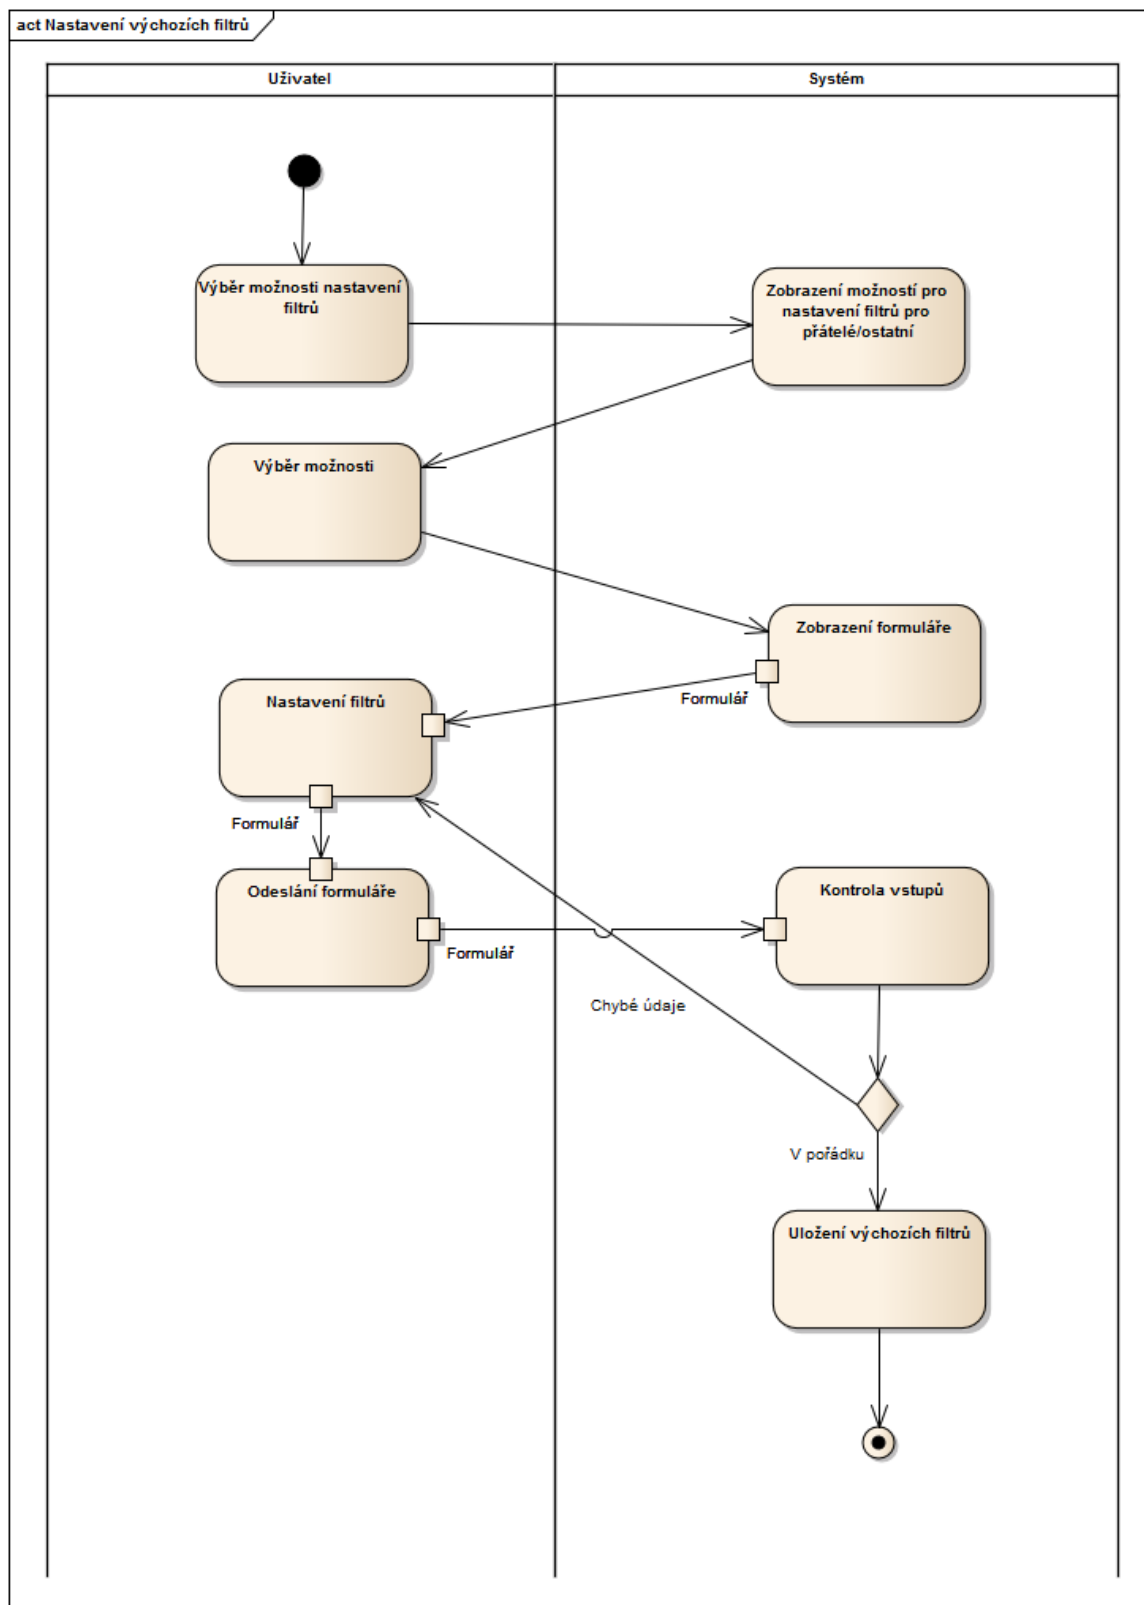 act Nastavení výchozích filtrů
Uživatel
Systém
Výběr možnosti nastavení
filtrů
Zobrazení možností pro
nastavení filtrů pro
přátelé/ostatní
Výběr možnosti
Zobrazení formuláře
Formulář
Nastavení filtrů
Formulář
Odeslání formuláře
Formulář
Kontrola vstupů
Chybé údaje
V pořádku
Uložení výchozích filtrů